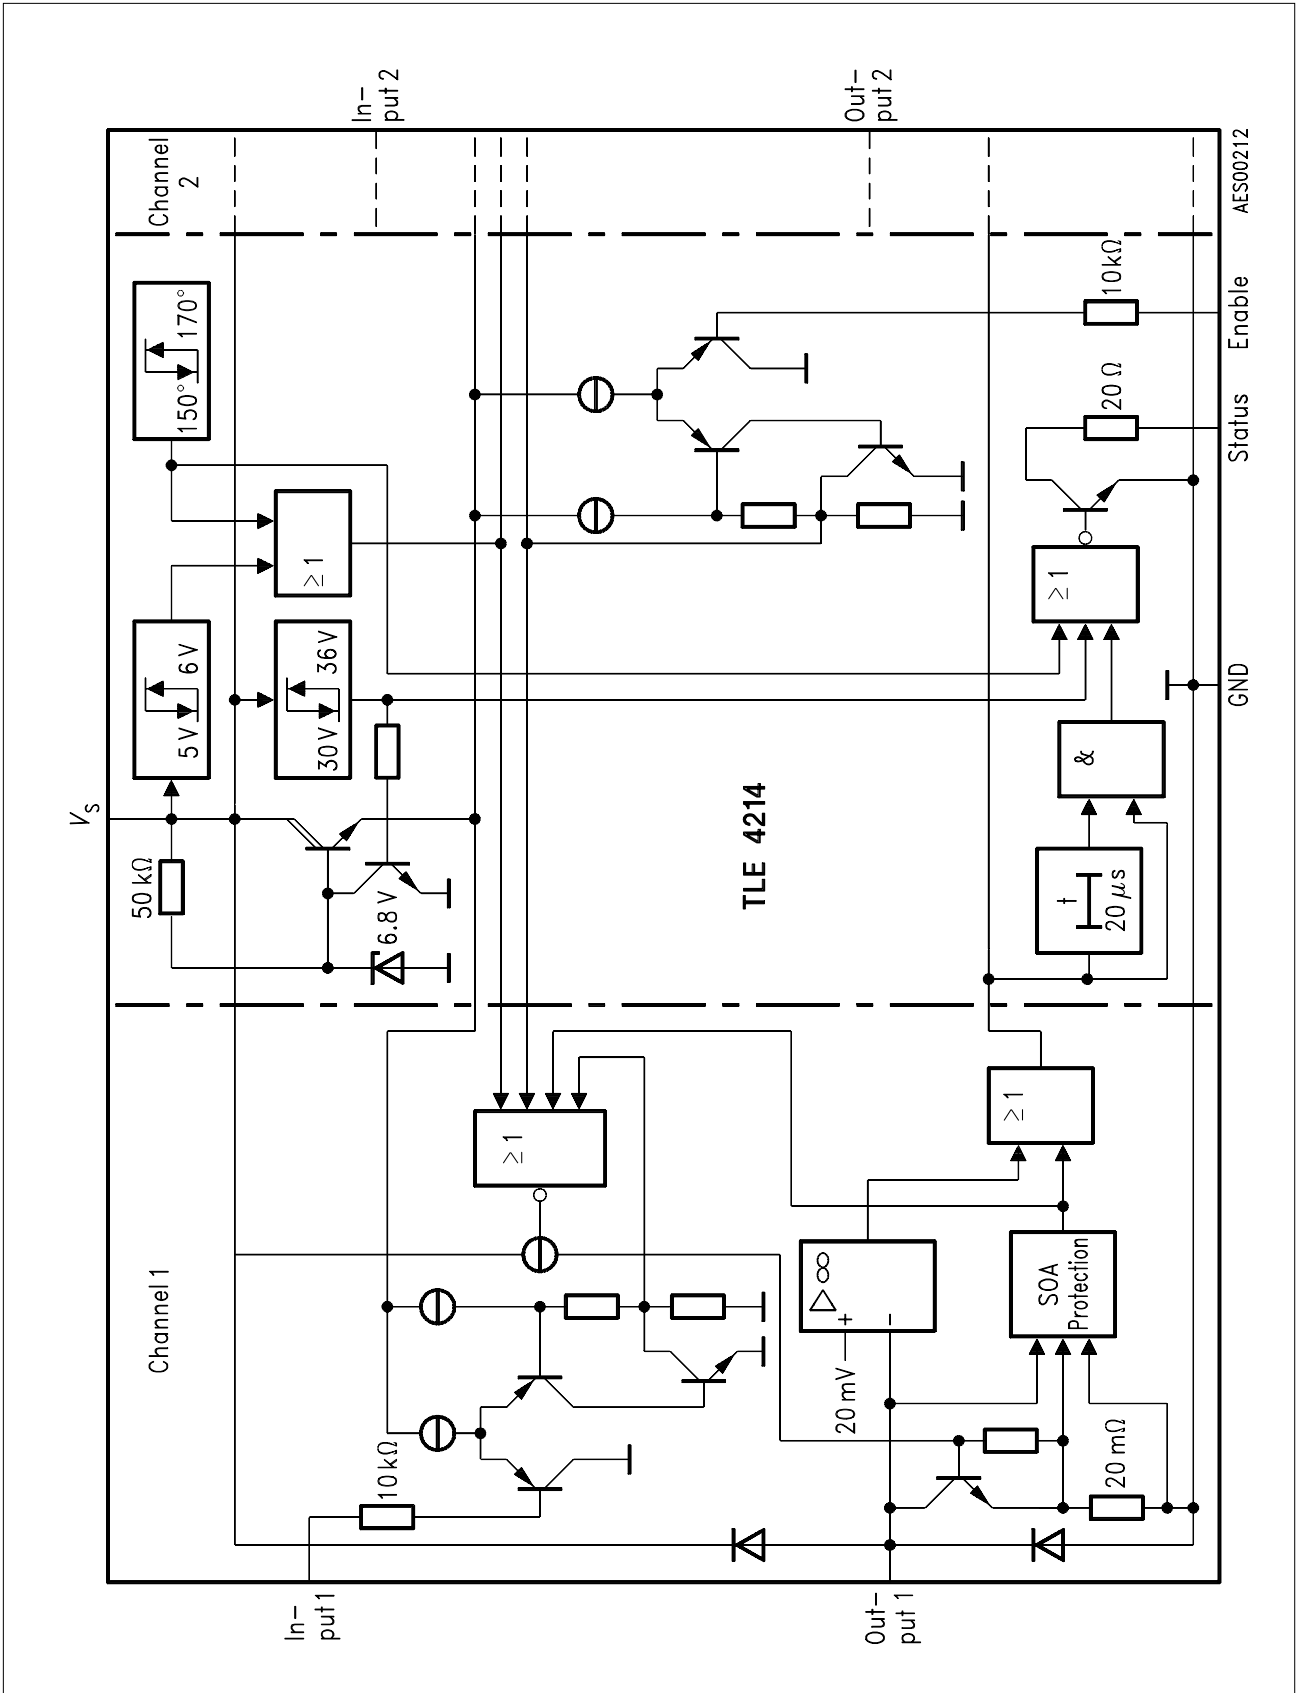 V_S
Channel 1
Channel
2
In-
put 1
In-
put 2
Out-
put 1
Out-
put 2
50 kΩ
5 V 6 V
150° 170°
30 V 36 V
≥ 1
6.8 V
10 kΩ
≥ 1
TLE 4214
▷ ∞
+
-
20 mV
SOA
Protection
≥ 1
20 mΩ
t
20 µs
&
≥ 1
20 Ω
10 kΩ
GND
Status
Enable
AES00212